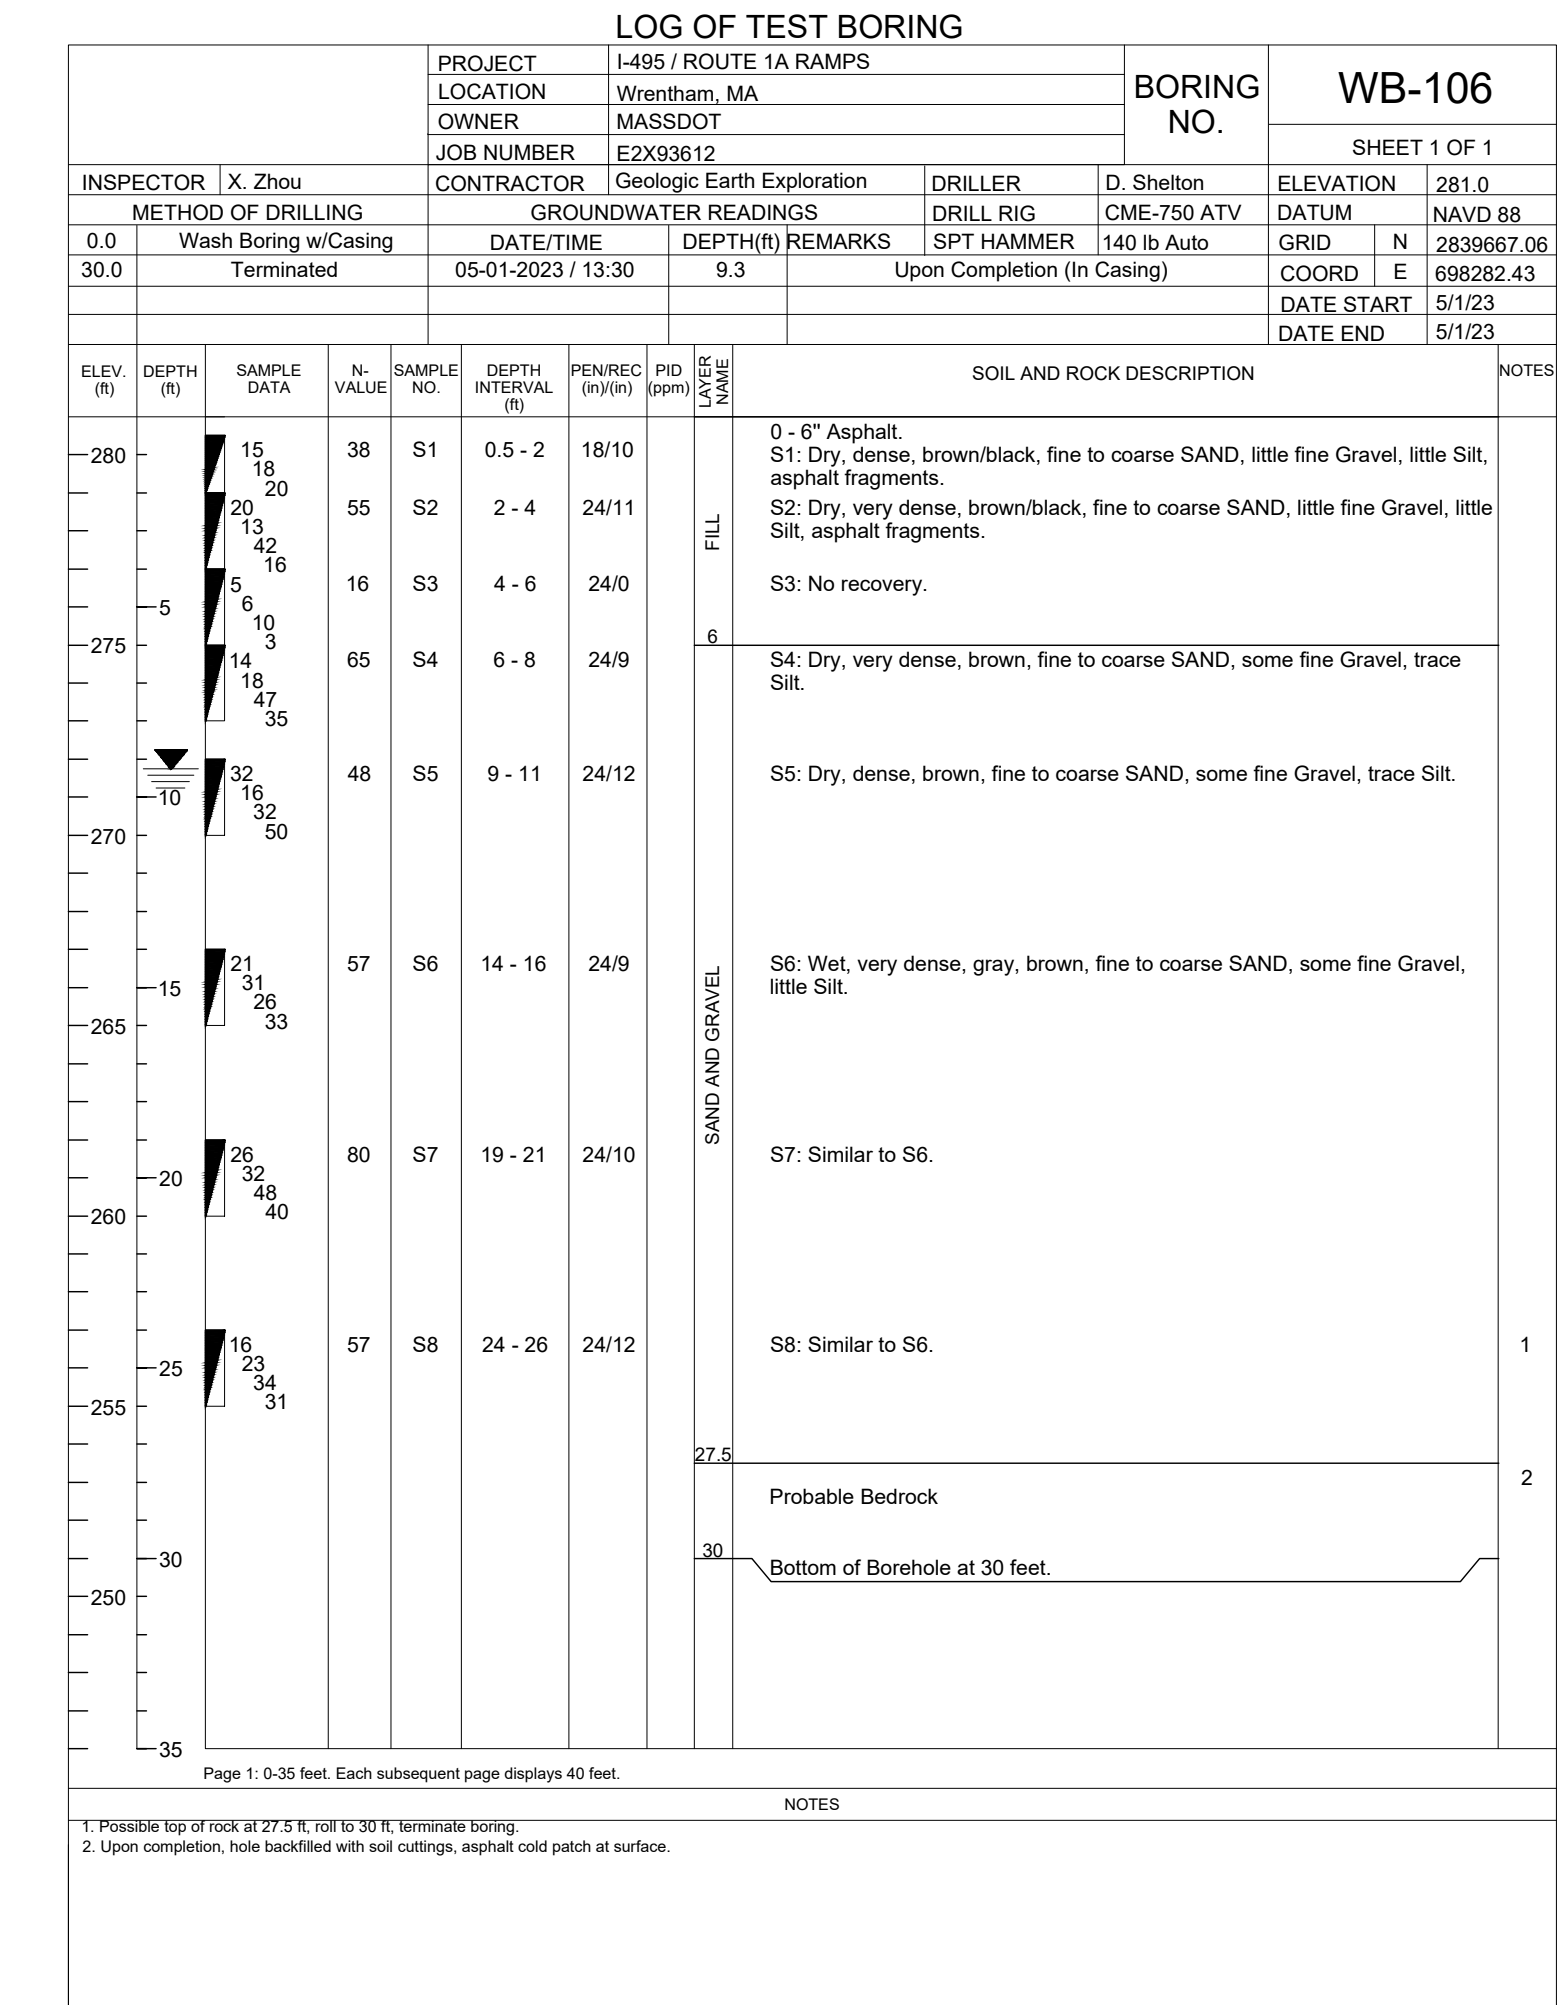 LOG OF TEST BORING
PROJECT I-495 / ROUTE 1A RAMPS
LOCATION Wrentham, MA
OWNER MASSDOT
JOB NUMBER E2X93612
BORING NO.
WB-106
SHEET 1 OF 1
INSPECTOR X. Zhou CONTRACTOR Geologic Earth Exploration DRILLER D. Shelton ELEVATION 281.0
METHOD OF DRILLING GROUNDWATER READINGS DRILL RIG CME-750 ATV DATUM NAVD 88
0.0 Wash Boring w/Casing DATE/TIME DEPTH(ft) REMARKS SPT HAMMER 140 lb Auto GRID N 2839667.06
30.0 Terminated 05-01-2023 / 13:30 9.3 Upon Completion (In Casing) COORD E 698282.43
DATE START 5/1/23
DATE END 5/1/23
ELEV. (ft) DEPTH (ft) SAMPLE DATA N-VALUE SAMPLE NO. DEPTH INTERVAL (ft) PEN/REC (in)/(in) PID (ppm) LAYER NAME SOIL AND ROCK DESCRIPTION NOTES
0 - 6" Asphalt.
280 15 38 S1 0.5 - 2 18/10 S1: Dry, dense, brown/black, fine to coarse SAND, little fine Gravel, little Silt,
18
asphalt fragments.
20
20 55 S2 2 - 4 24/11 S2: Dry, very dense, brown/black, fine to coarse SAND, little fine Gravel, little
13
Silt, asphalt fragments.
42
16
FILL
5 16 S3 4 - 6 24/0 S3: No recovery.
5 6
10
3
275 6
14 65 S4 6 - 8 24/9 S4: Dry, very dense, brown, fine to coarse SAND, some fine Gravel, trace
18
Silt.
47
35
32 48 S5 9 - 11 24/12 S5: Dry, dense, brown, fine to coarse SAND, some fine Gravel, trace Silt.
10 16
32
270 50
21 57 S6 14 - 16 24/9 S6: Wet, very dense, gray, brown, fine to coarse SAND, some fine Gravel,
15 31
little Silt.
26
265 33
SAND AND GRAVEL
26 80 S7 19 - 21 24/10 S7: Similar to S6.
20 32
48
260 40
16 57 S8 24 - 26 24/12 S8: Similar to S6. 1
25 23
34
255 31
27.5
2
Probable Bedrock
30 30
Bottom of Borehole at 30 feet.
250
35
Page 1: 0-35 feet. Each subsequent page displays 40 feet.
NOTES
1. Possible top of rock at 27.5 ft, roll to 30 ft, terminate boring.
2. Upon completion, hole backfilled with soil cuttings, asphalt cold patch at surface.